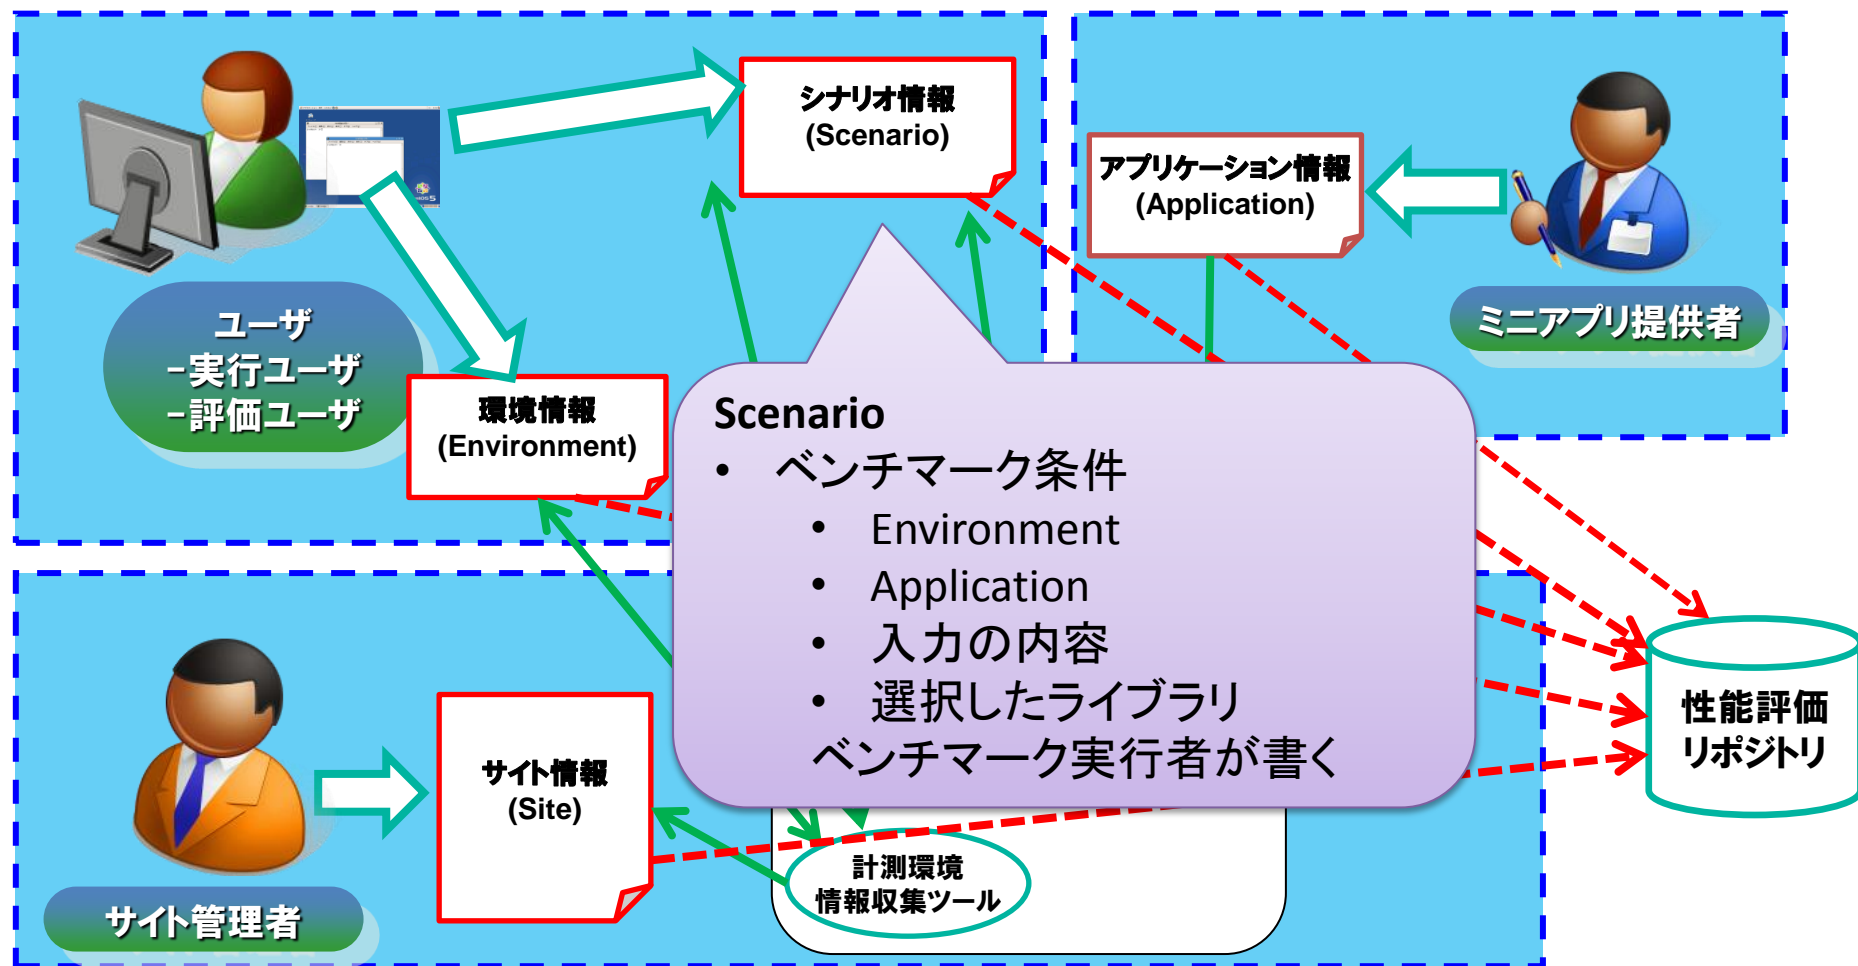 シナリオ情報
(Scenario)
アプリケーション情報
(Application)
ユーザ
-実行ユーザ
-評価ユーザ
ミニアプリ提供者
環境情報
(Environment)
Scenario
• ベンチマーク条件
• Environment
• Application
• 入力の内容
• 選択したライブラリ
ベンチマーク実行者が書く
性能評価
リポジトリ
サイト情報
(Site)
計測環境
情報収集ツール
サイト管理者